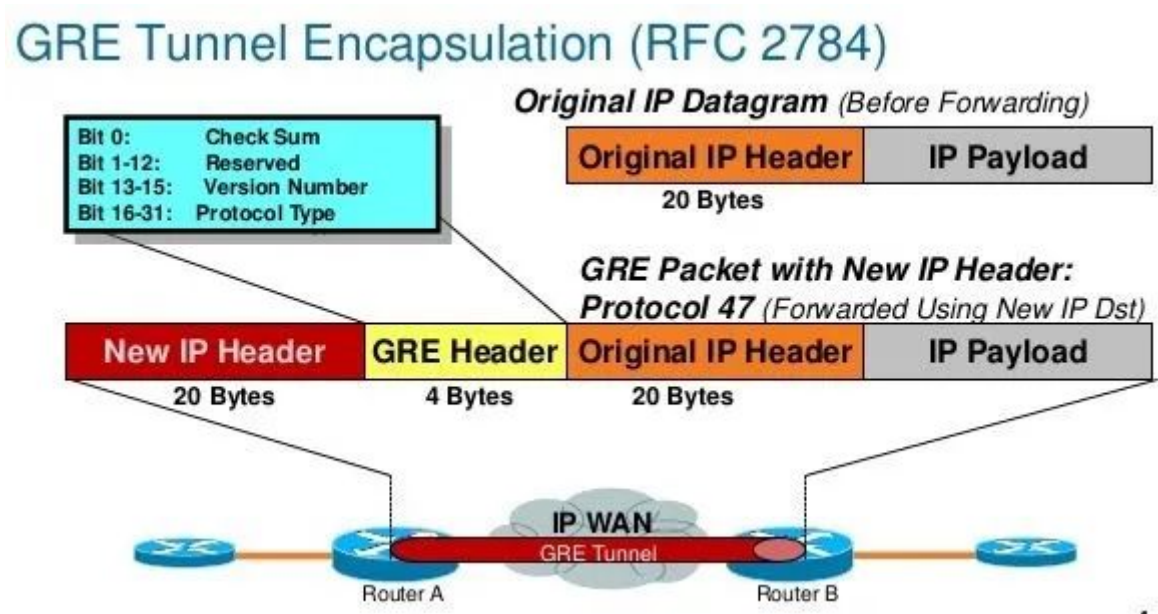 GRE Tunnel Encapsulation (RFC 2784)
Original IP Datagram (Before Forwarding)
Bit 0: Check Sum
Bit 1-12: Reserved
Bit 13-15: Version Number
Bit 16-31: Protocol Type
Original IP Header IP Payload
20 Bytes
GRE Packet with New IP Header:
Protocol 47 (Forwarded Using New IP Dst)
New IP Header GRE Header Original IP Header IP Payload
20 Bytes 4 Bytes 20 Bytes
IP WAN
GRE Tunnel
Router A Router B